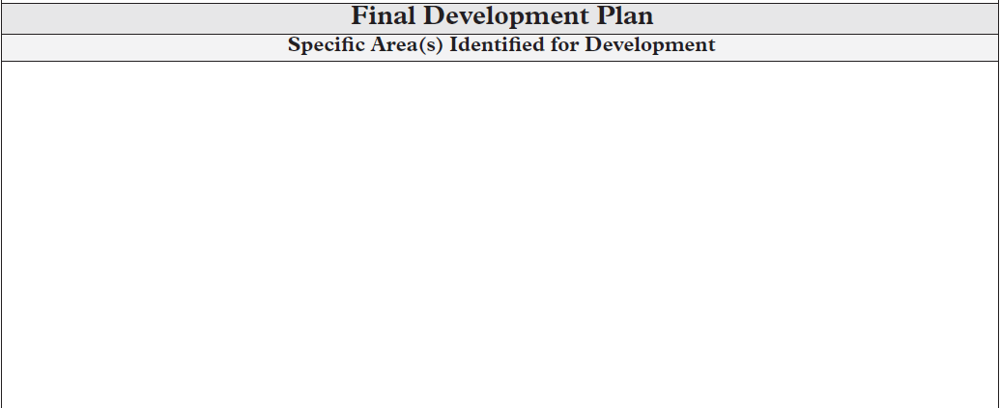 Final Development Plan
Specific Area(s) Identified for Development